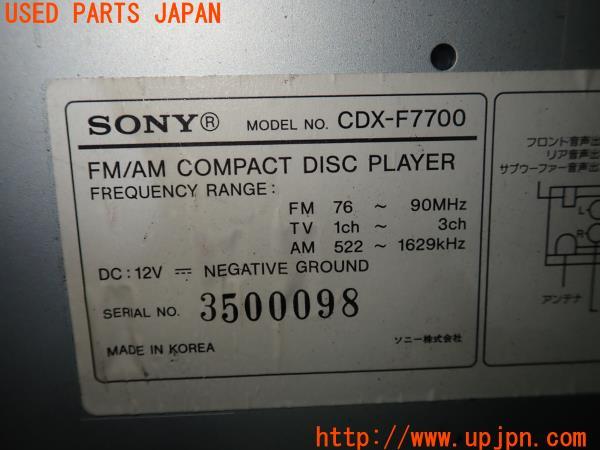 USED PARTS JAPAN
SONY® MODEL NO. CDX-F7700
FM/AM COMPACT DISC PLAYER
FREQUENCY RANGE:
FM 76 ~ 90MHz
TV 1ch ~ 3ch
AM 522 ~ 1629kHz
DC:12V ⎓ NEGATIVE GROUND
SERIAL NO. 3500098
MADE IN KOREA
ソニー株式会社
フロント音声出
リア音声出
サブウーファー音声出
L
R
アンテナ
http://www.upjpn.com/